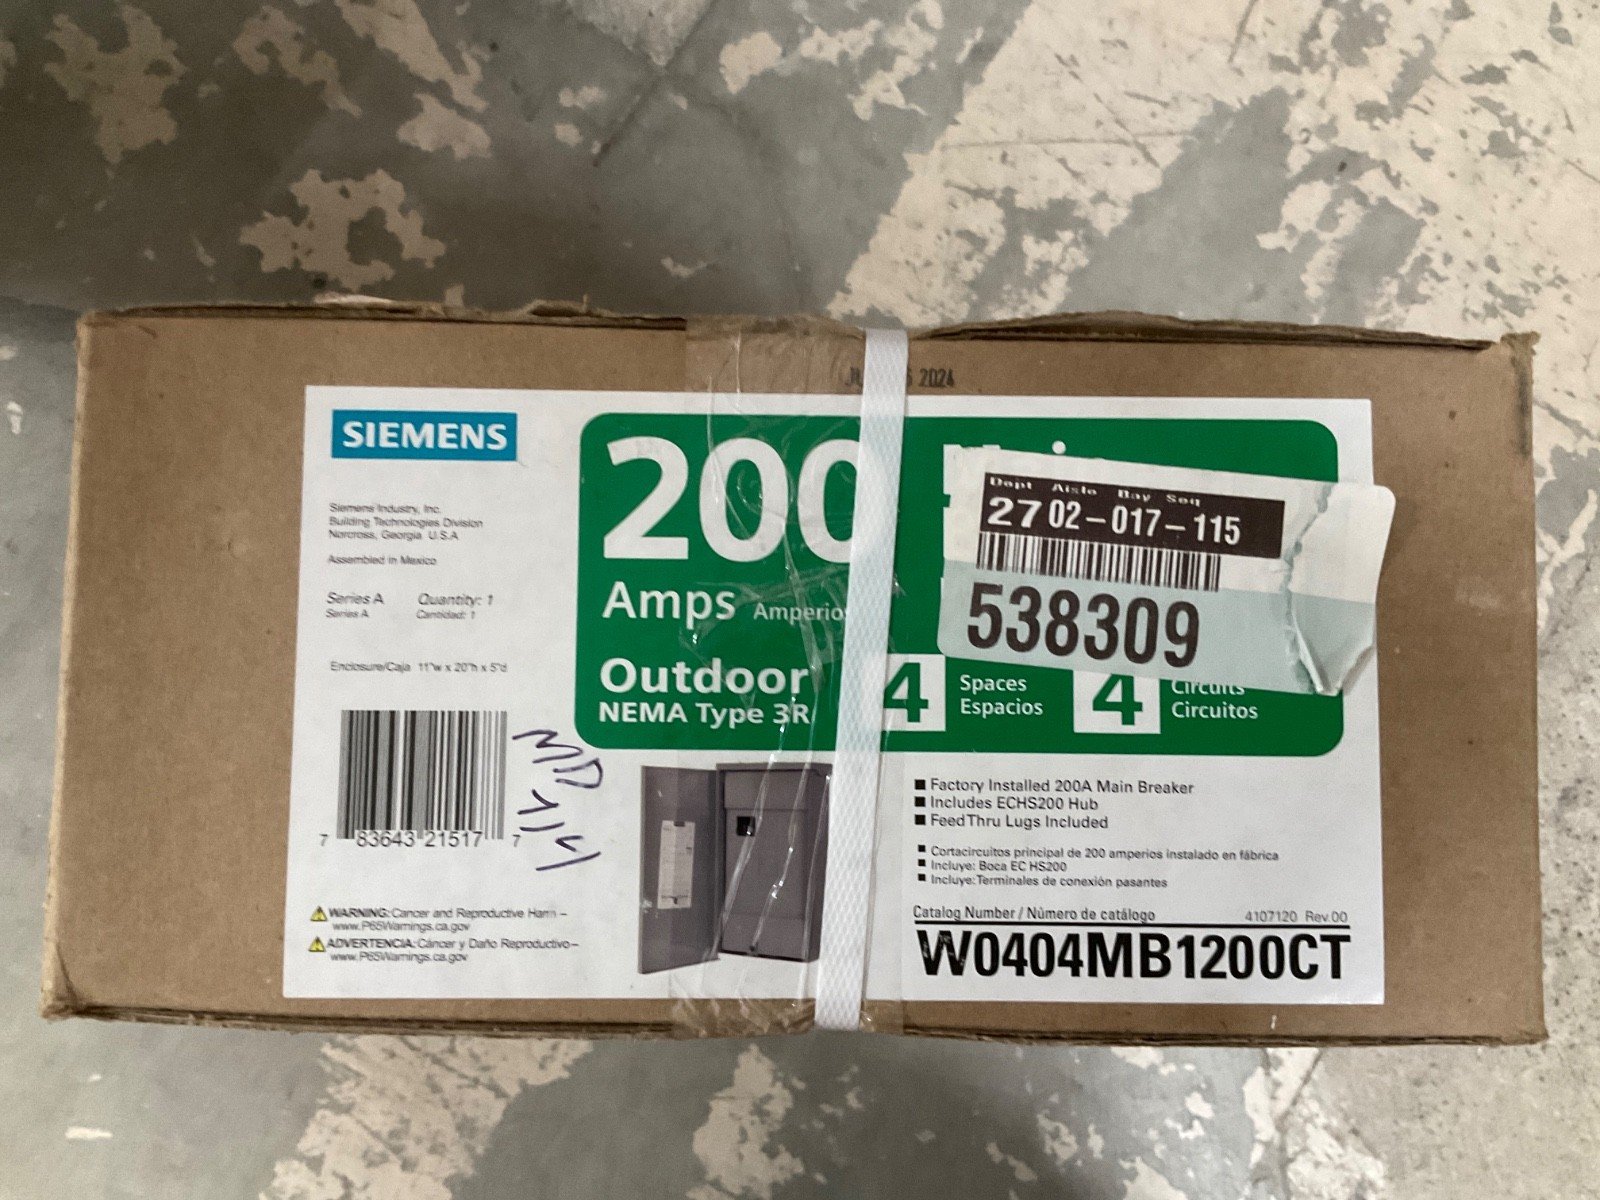 2024
SIEMENS
Siemens Industry, Inc.
Building Technologies Division
Norcross, Georgia U.S.A
Assembled in Mexico
Series A Quantity: 1
Series A Cantidad: 1
Enclosure/Caja 11"w x 20"h x 5"d
7 83643 21517 7
WARNING: Cancer and Reproductive Harm –
www.P65Warnings.ca.gov
ADVERTENCIA: Cáncer y Daño Reproductivo–
www.P65Warnings.ca.gov
200
Amps Amperio
Outdoor
NEMA Type 3R
Dept Aisle Bay Seq
27 02-017-115
538309
4 Spaces
Espacios
4 Circuits
Circuitos
■ Factory Installed 200A Main Breaker
■ Includes ECHS200 Hub
■ Feed Thru Lugs Included
■ Cortacircuitos principal de 200 amperios instalado en fábrica
■ Incluye: Boca EC HS200
■ Incluye: Terminales de conexión pasantes
Catalog Number / Número de catálogo 4107120 Rev.00
W0404MB1200CT